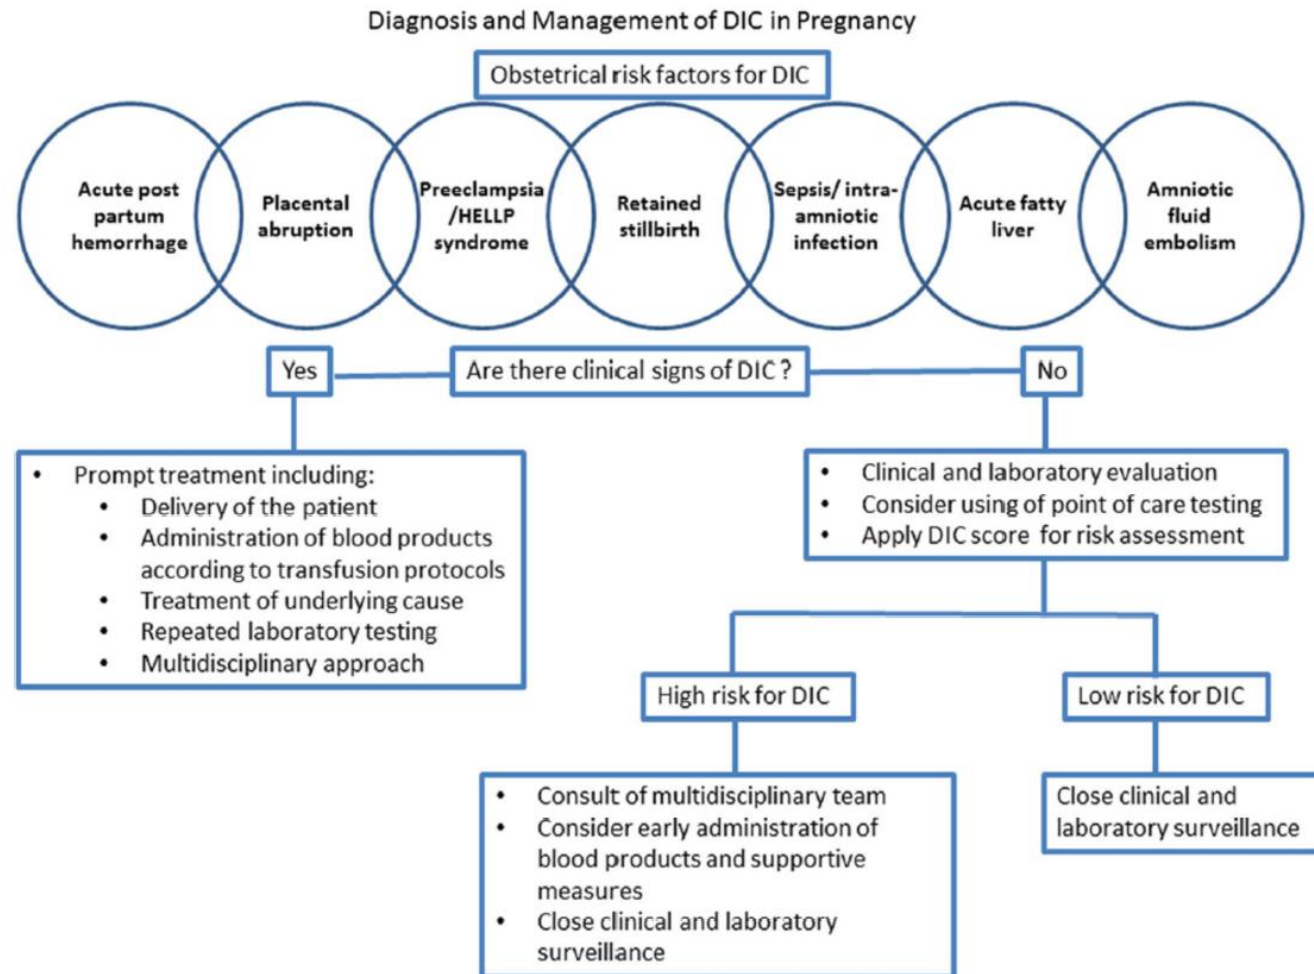 Diagnosis and Management of DIC in Pregnancy
Obstetrical risk factors for DIC
Acute post
partum
hemorrhage
Placental
abruption
Preeclampsia
/HELLP
syndrome
Retained
stillbirth
Sepsis/ intra-
amniotic
infection
Acute fatty
liver
Amniotic
fluid
embolism
Yes
Are there clinical signs of DIC ?
No
• Prompt treatment including:
• Delivery of the patient
• Administration of blood products
according to transfusion protocols
• Treatment of underlying cause
• Repeated laboratory testing
• Multidisciplinary approach
• Clinical and laboratory evaluation
• Consider using of point of care testing
• Apply DIC score for risk assessment
High risk for DIC
Low risk for DIC
• Consult of multidisciplinary team
• Consider early administration of
blood products and supportive
measures
• Close clinical and laboratory
surveillance
Close clinical and
laboratory surveillance